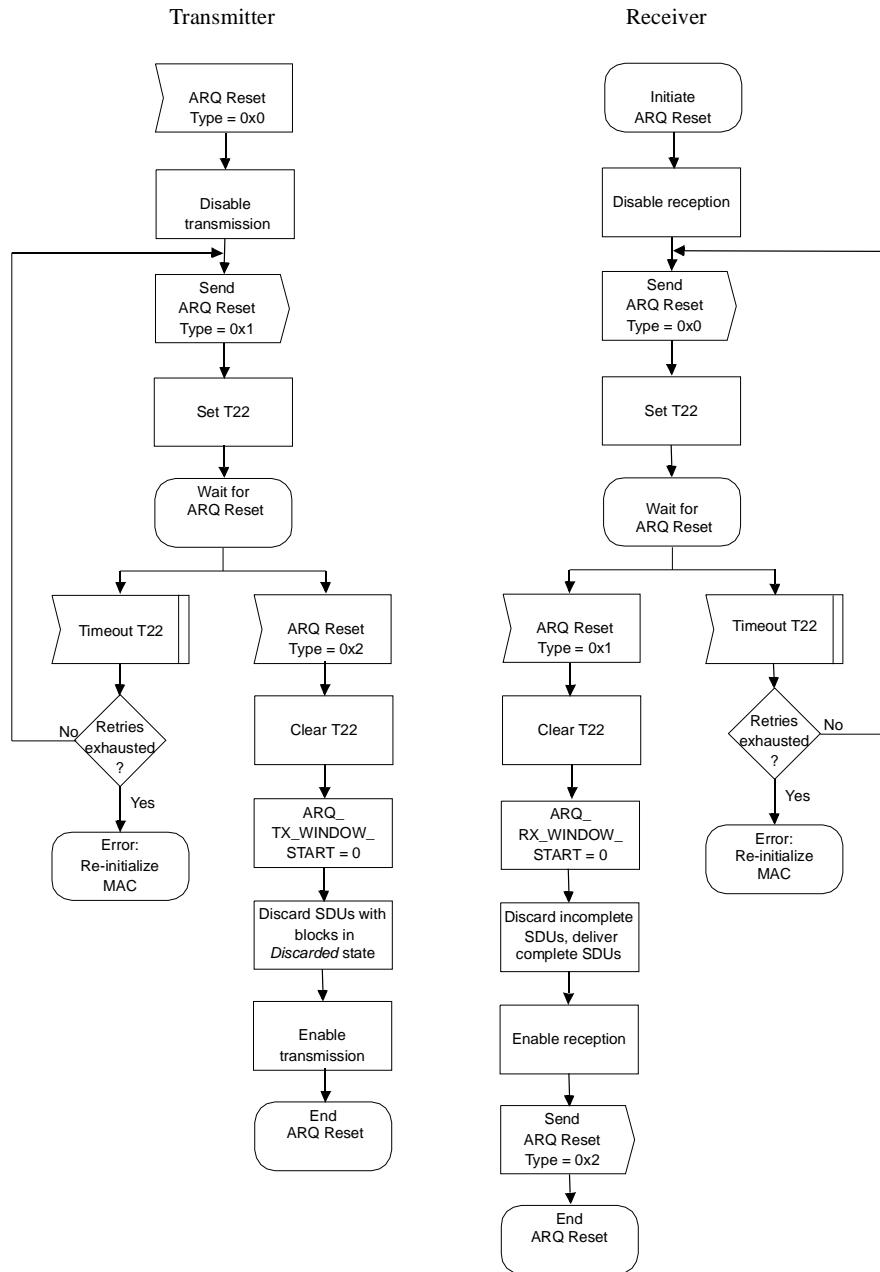 Transmitter
ARQ Reset
Type = 0x0
Disable
transmission
Send
ARQ Reset
Type = 0x1
Set T22
Wait for
ARQ Reset
Timeout T22
ARQ Reset
Type = 0x2
Retries
exhausted
?
No
Yes
Error:
Re-initialize
MAC
Clear T22
ARQ_
TX_WINDOW_
START = 0
Discard SDUs with
blocks in
Discarded state
Enable
transmission
End
ARQ Reset
Receiver
Initiate
ARQ Reset
Disable reception
Send
ARQ Reset
Type = 0x0
Set T22
Wait for
ARQ Reset
ARQ Reset
Type = 0x1
Timeout T22
Clear T22
ARQ_
RX_WINDOW_
START = 0
Discard incomplete
SDUs, deliver
complete SDUs
Enable reception
Send
ARQ Reset
Type = 0x2
End
ARQ Reset
Retries
exhausted
?
No
Yes
Error:
Re-initialize
MAC